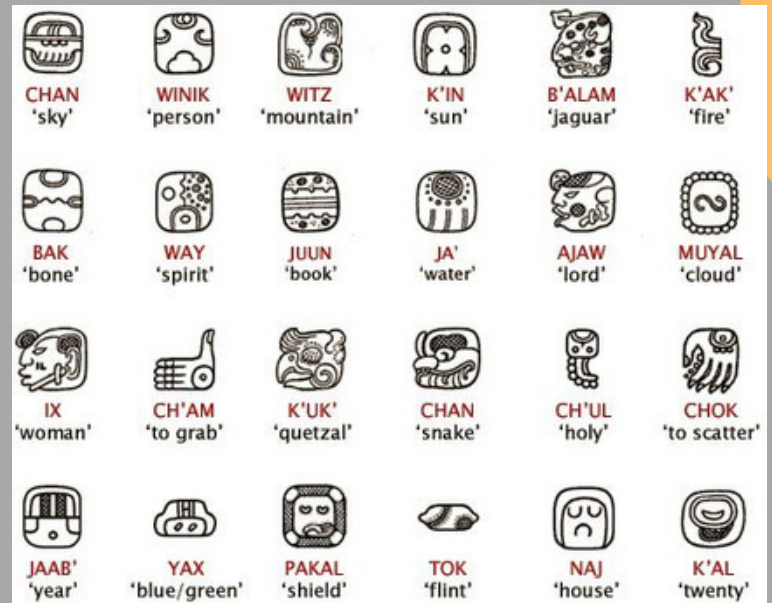 CHAN WINIK WITZ K'IN B'ALAM K'AK'
‘sky’ ‘person’ ‘mountain’ ‘sun’ ‘jaguar’ ‘fire’
BAK WAY JUUN JA' AJAW MUYAL
‘bone’ ‘spirit’ ‘book’ ‘water’ ‘lord’ ‘cloud’
IX CH'AM K'UK' CHAN CH'UL CHOK
‘woman’ ‘to grab’ ‘quetzal’ ‘snake’ ‘holy’ ‘to scatter’
JAAB' YAX PAKAL TOK NAJ K'AL
‘year’ ‘blue/green’ ‘shield’ ‘flint’ ‘house’ ‘twenty’